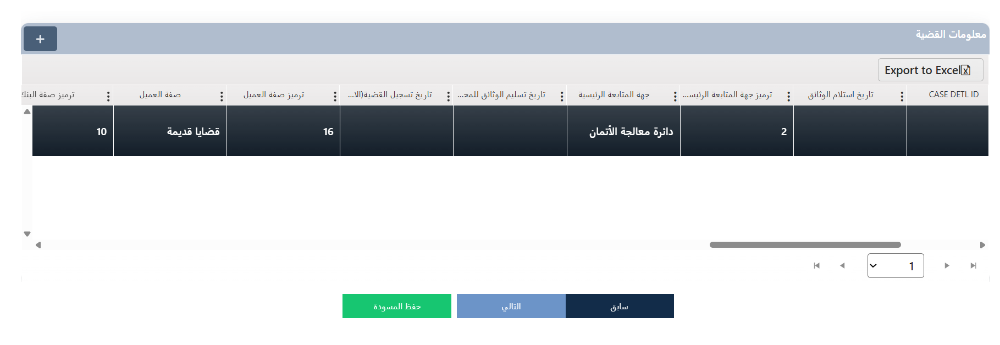 معلومات القضية
+
Export to Excel
CASE DETL ID
تاريخ استلام الوثائق
ترميز جهة المتابعة الرئيسـ...
جهة المتابعة الرئيسية
تاريخ تسليم الوثائق للمحـ...
تاريخ تسجيل القضية(الا...
ترميز صفة العميل
صفة العميل
ترميز صفة البنك
2
دائرة معالجة الأتمان
16
قضايا قديمة
10
1
سابق
التالي
حفظ المسودة